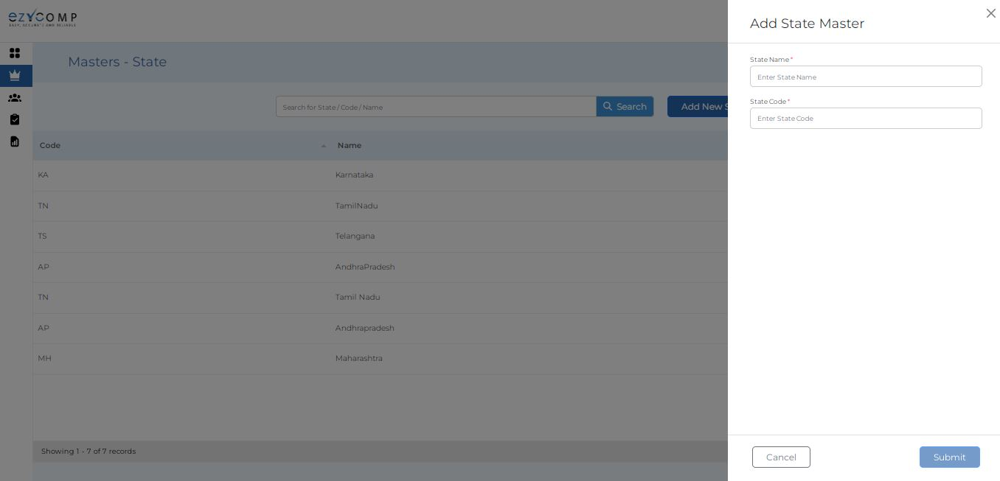 ezycomp
EASY, ACCURATE AND RELIABLE
Add State Master
Masters - State
State Name *
Enter State Name
State Code *
Enter State Code
Search for State / Code / Name
Search
Add New S
Code
Name
KA
Karnataka
TN
TamilNadu
TS
Telangana
AP
AndhraPradesh
TN
Tamil Nadu
AP
Andhrapradesh
MH
Maharashtra
Showing 1 - 7 of 7 records
Cancel
Submit